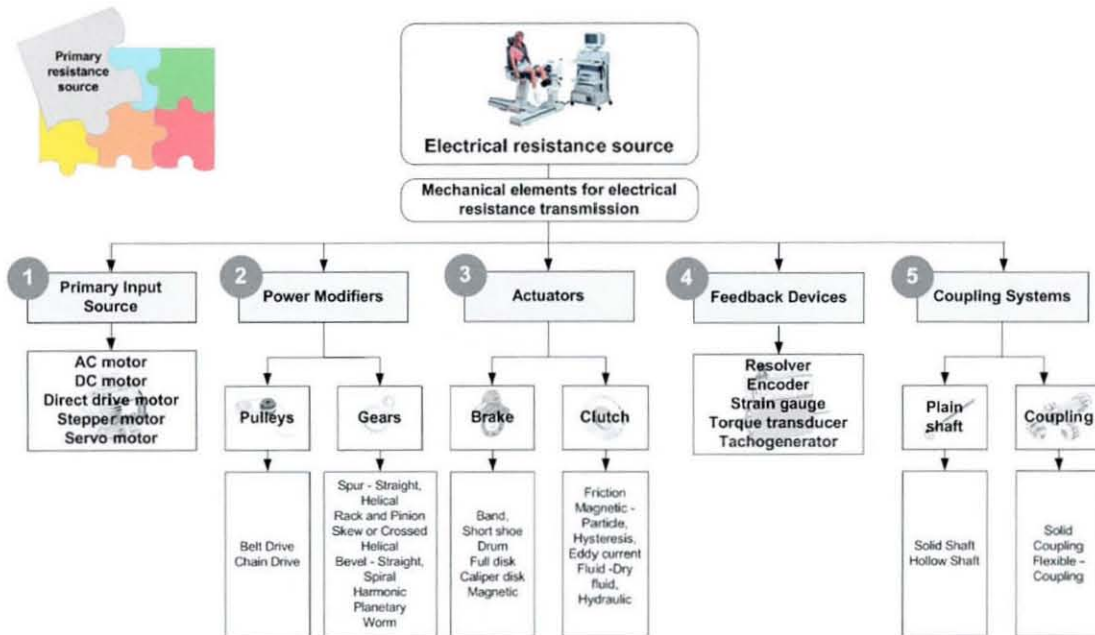 Primary
resistance
source
Electrical resistance source
Mechanical elements for electrical
resistance transmission
1
Primary Input
Source
2
Power Modifiers
3
Actuators
4
Feedback Devices
5
Coupling Systems
AC motor
DC motor
Direct drive motor
Stepper motor
Servo motor
Pulleys
Gears
Brake
Clutch
Resolver
Encoder
Strain gauge
Torque transducer
Tachogenerator
Plain
shaft
Coupling
Belt Drive
Chain Drive
Spur - Straight,
Helical
Rack and Pinion
Skew or Crossed
Helical
Bevel - Straight,
Spiral
Harmonic
Planetary
Worm
Band,
Short shoe
Drum
Full disk
Caliper disk
Magnetic
Friction
Magnetic -
Particle,
Hysteresis,
Eddy current
Fluid -Dry
fluid,
Hydraulic
Solid Shaft
Hollow Shaft
Solid
Coupling
Flexible -
Coupling